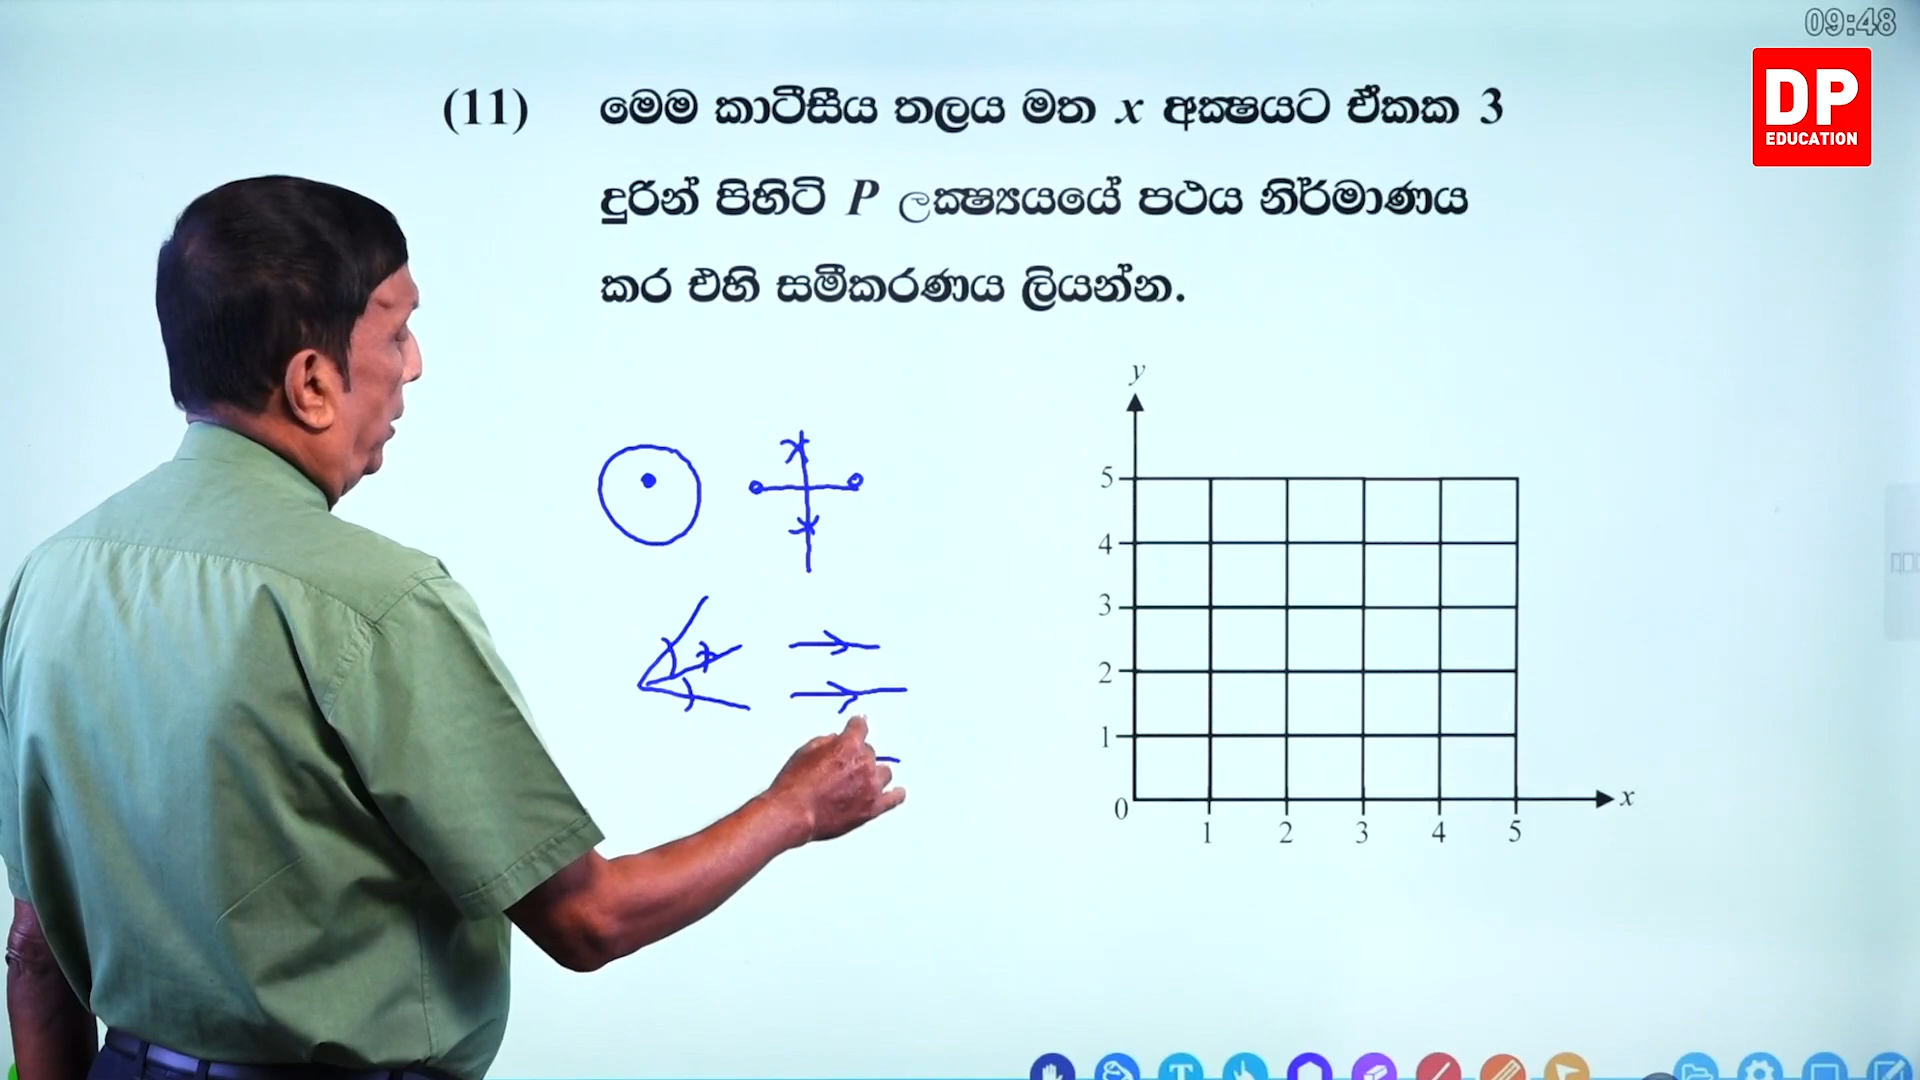 09:48
DP
EDUCATION
(11) මෙම කාටීසීය තලය මත x අක්‍ෂයට ඒකක 3
දුරින් පිහිටි P ලක්‍ෂ්‍යයයේ පථය නිර්මාණය
කර එහි සමීකරණය ලියන්න.
y
5
4
3
2
1
0
x
1 2 3 4 5